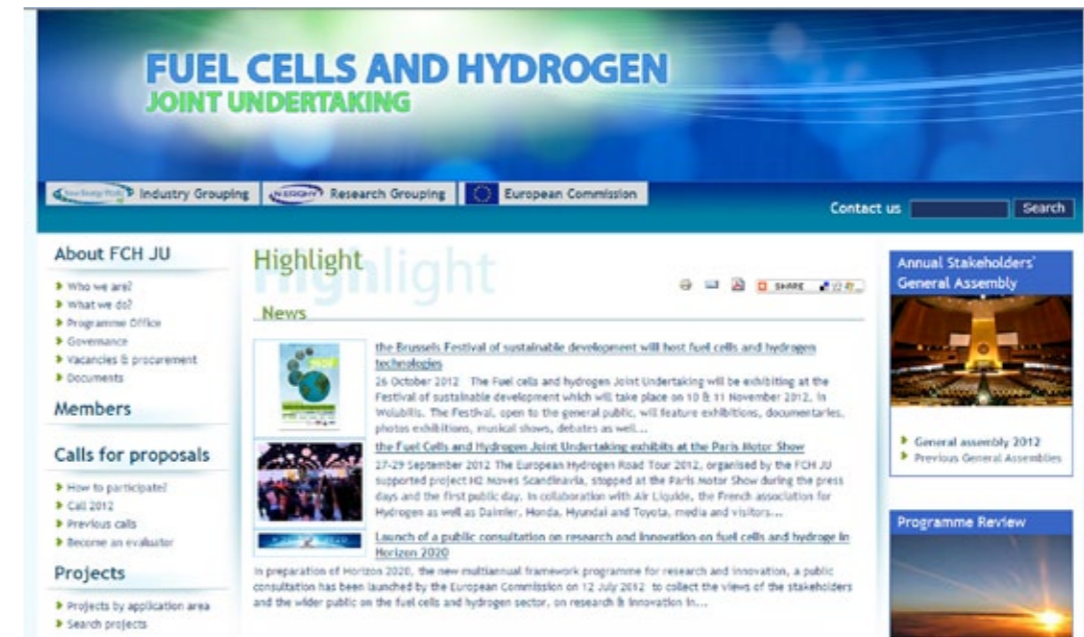 FUEL CELLS AND HYDROGEN
JOINT UNDERTAKING
Industry Grouping
Research Grouping
European Commission
Contact us
Search
About FCH JU
Who we are?
What we do?
Programme Office
Governance
Vacancies & procurement
Documents
Members
Calls for proposals
How to participate?
Call 2012
Previous calls
Become an evaluator
Projects
Projects by application area
Search projects
Highlight
SHARE
News
the Brussels Festival of sustainable development will host fuel cells and hydrogen
technologies
26 October 2012 The Fuel cells and hydrogen Joint Undertaking will be exhibiting at the
Festival of sustainable development which will take place on 10 & 11 November 2012, in
Wolubilis. The Festival, open to the general public, will feature exhibitions, documentaries,
photos exhibitions, musical shows, debates as well...
the Fuel Cells and Hydrogen Joint Undertaking exhibits at the Paris Motor Show
27-29 September 2012 The European Hydrogen Road Tour 2012, organised by the FCH JU
supported project H2 Moves Scandinavia, stopped at the Paris Motor Show during the press
days and the first public day. In collaboration with Air Liquide, the French association for
Hydrogen as well as Daimler, Honda, Hyundai and Toyota, media and visitors...
Launch of a public consultation on research and innovation on fuel cells and hydroge in
Horizon 2020
In preparation of Horizon 2020, the new multiannual framework programme for research and innovation, a public
consultation has been launched by the European Commission on 12 July 2012 to collect the views of the stakeholders
and the wider public on the fuel cells and hydrogen sector, on research & innovation in...
Annual Stakeholders'
General Assembly
General assembly 2012
Previous General Assemblies
Programme Review